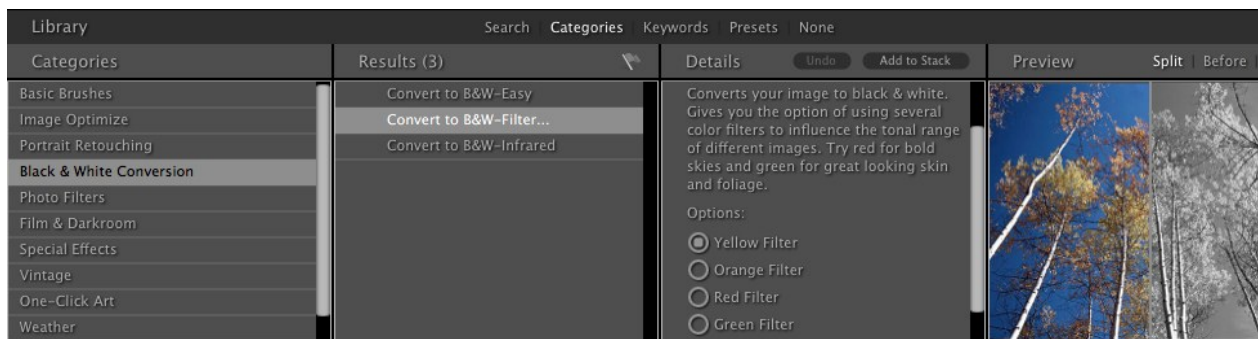 Library
Search | Categories | Keywords | Presets | None
Categories
Basic Brushes
Image Optimize
Portrait Retouching
Black & White Conversion
Photo Filters
Film & Darkroom
Special Effects
Vintage
One-Click Art
Weather
Results (3)
Convert to B&W-Easy
Convert to B&W-Filter...
Convert to B&W-Infrared
Details Undo Add to Stack
Converts your image to black & white.
Gives you the option of using several
color filters to influence the tonal range
of different images. Try red for bold
skies and green for great looking skin
and foliage.
Options:
Yellow Filter
Orange Filter
Red Filter
Green Filter
Preview Split | Before |